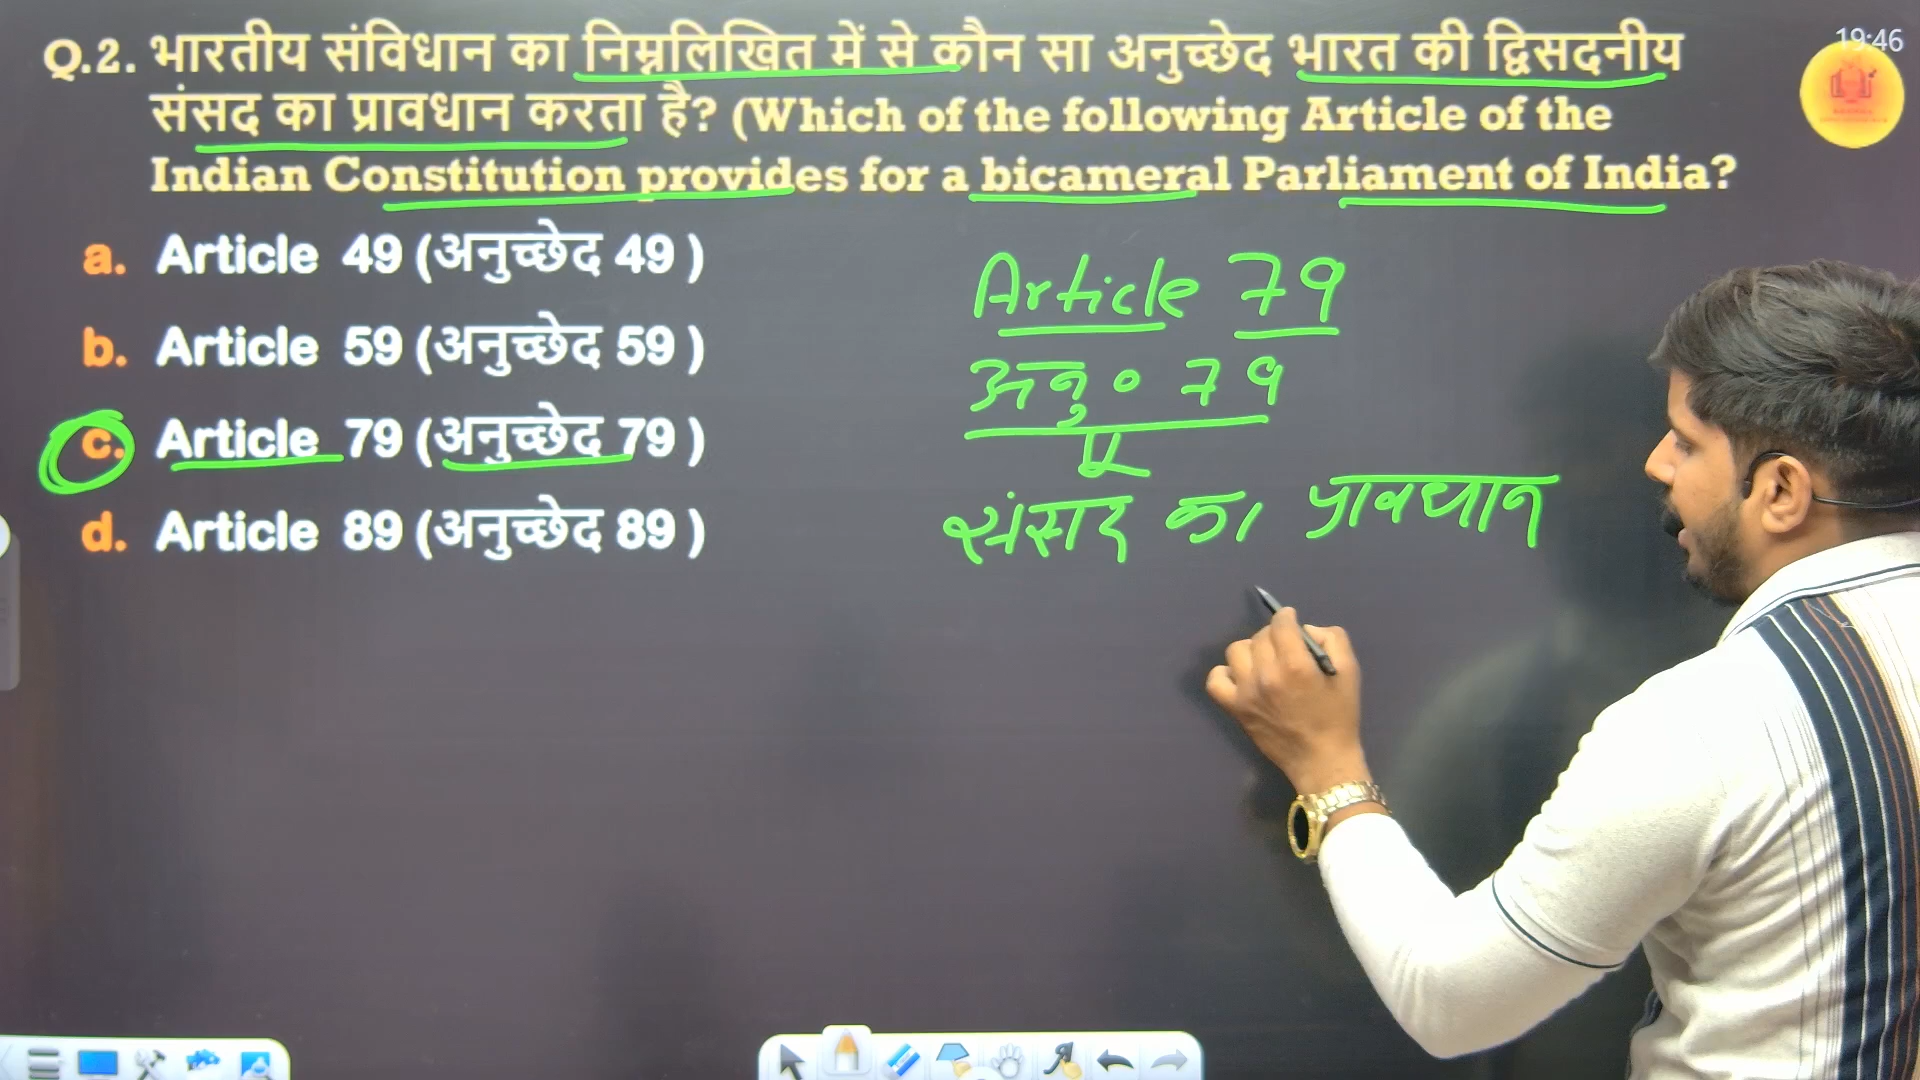 19:46
Q.2. भारतीय संविधान का निम्नलिखित में से कौन सा अनुच्छेद भारत की द्विसदनीय
संसद का प्रावधान करता है? (Which of the following Article of the
Indian Constitution provides for a bicameral Parliament of India?
a. Article 49 (अनुच्छेद 49 )
b. Article 59 (अनुच्छेद 59 )
c. Article 79 (अनुच्छेद 79 )
d. Article 89 (अनुच्छेद 89 )
Article 79
अनु० 79
संसद का प्रावधान